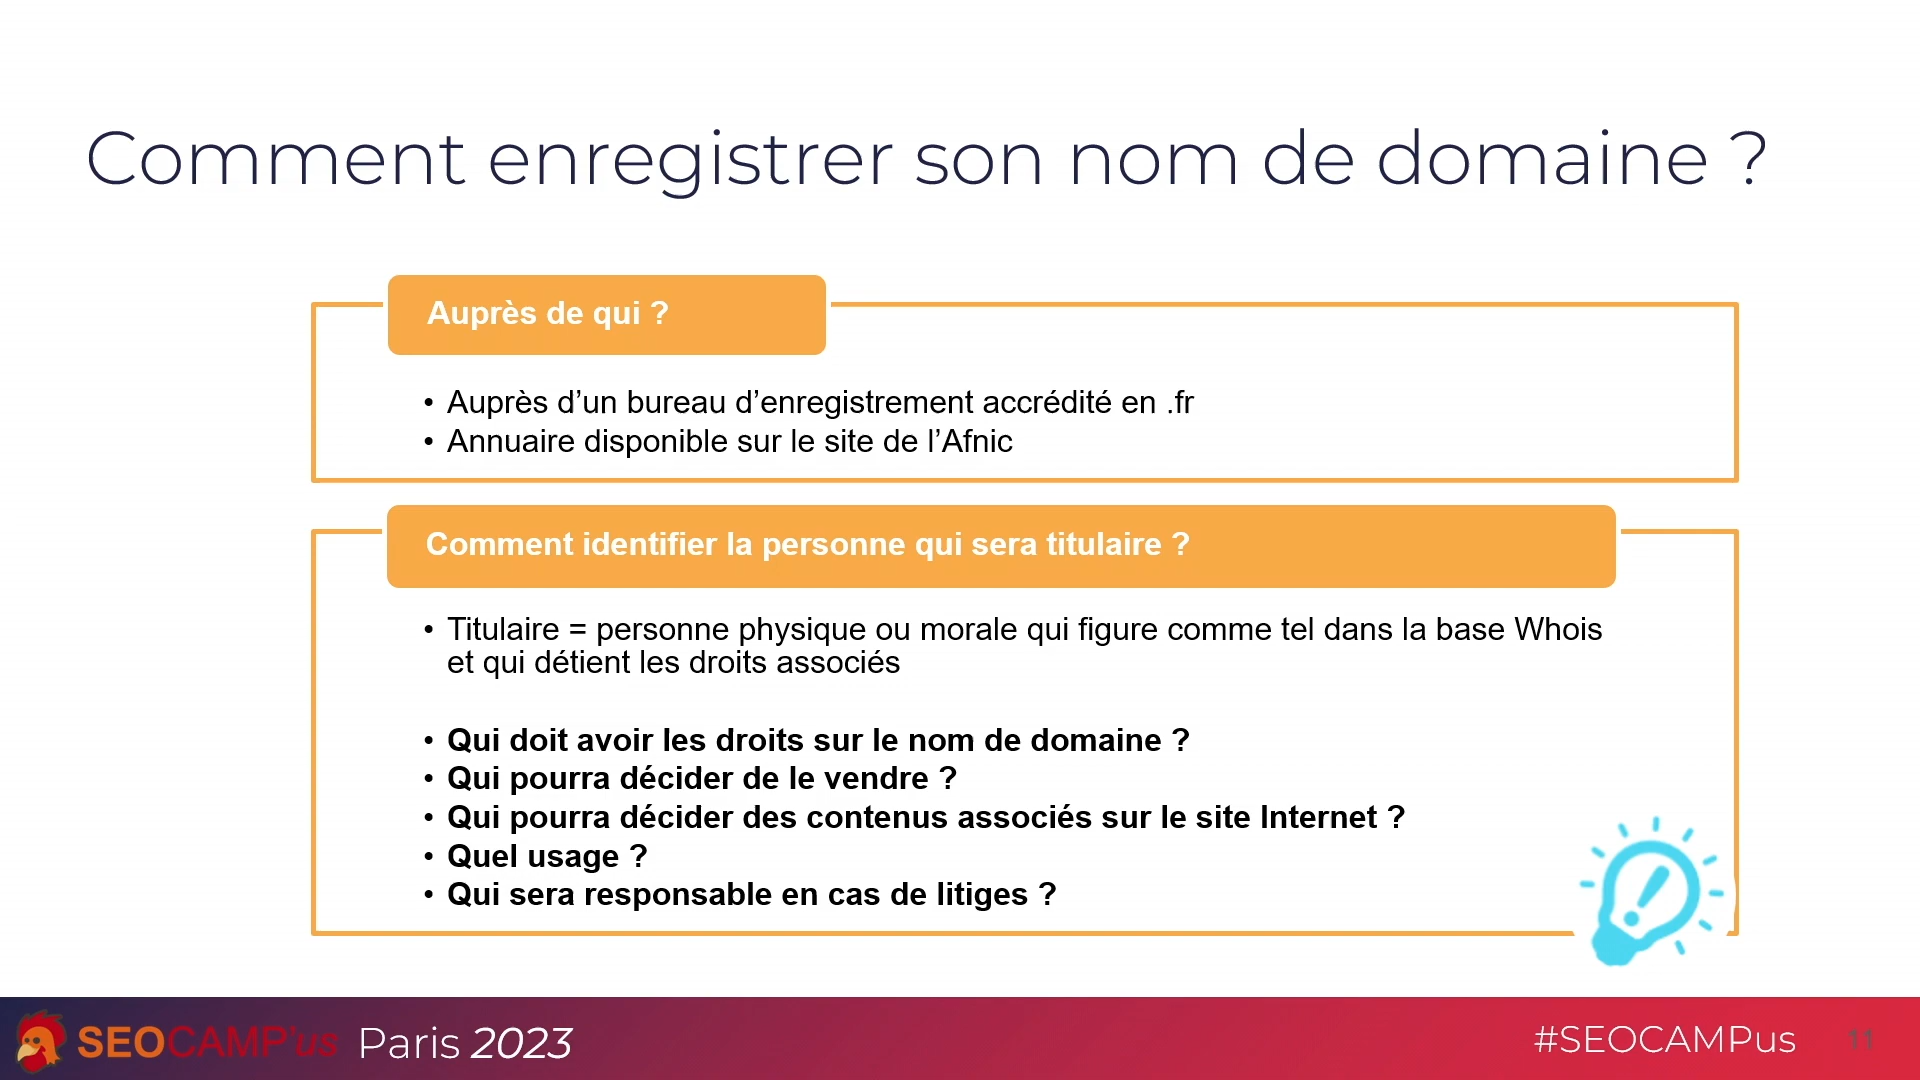 Comment enregistrer son nom de domaine ?
Auprès de qui ?
• Auprès d’un bureau d’enregistrement accrédité en .fr
• Annuaire disponible sur le site de l’Afnic
Comment identifier la personne qui sera titulaire ?
• Titulaire = personne physique ou morale qui figure comme tel dans la base Whois
et qui détient les droits associés
• Qui doit avoir les droits sur le nom de domaine ?
• Qui pourra décider de le vendre ?
• Qui pourra décider des contenus associés sur le site Internet ?
• Quel usage ?
• Qui sera responsable en cas de litiges ?
SEOCAMP'us Paris 2023
#SEOCAMPus
11